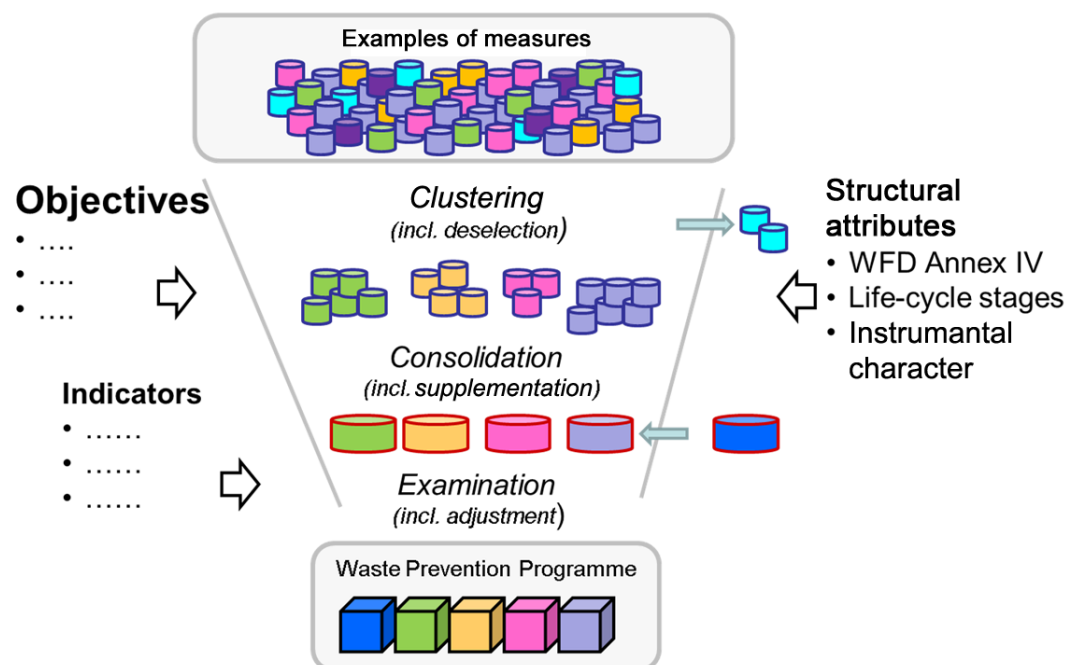 Examples of measures
Objectives
• ....
• ....
• ....
Clustering
(incl. deselection)
Structural
attributes
• WFD Annex IV
• Life-cycle stages
• Instrumantal
character
Consolidation
(incl. supplementation)
Indicators
• ......
• ......
• ......
Examination
(incl. adjustment)
Waste Prevention Programme